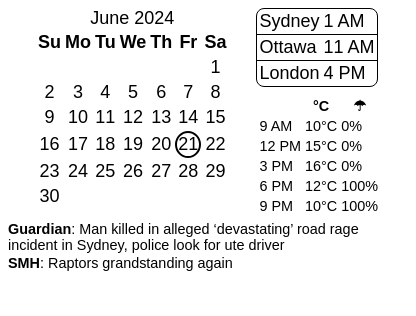 June 2024
Su Mo Tu We Th Fr Sa
1
2 3 4 5 6 7 8
9 10 11 12 13 14 15
16 17 18 19 20 21 22
23 24 25 26 27 28 29
30
Sydney 1 AM
Ottawa 11 AM
London 4 PM
°C ☂
9 AM 10°C 0%
12 PM 15°C 0%
3 PM 16°C 0%
6 PM 12°C 100%
9 PM 10°C 100%
Guardian: Man killed in alleged ‘devastating’ road rage
incident in Sydney, police look for ute driver
SMH: Raptors grandstanding again